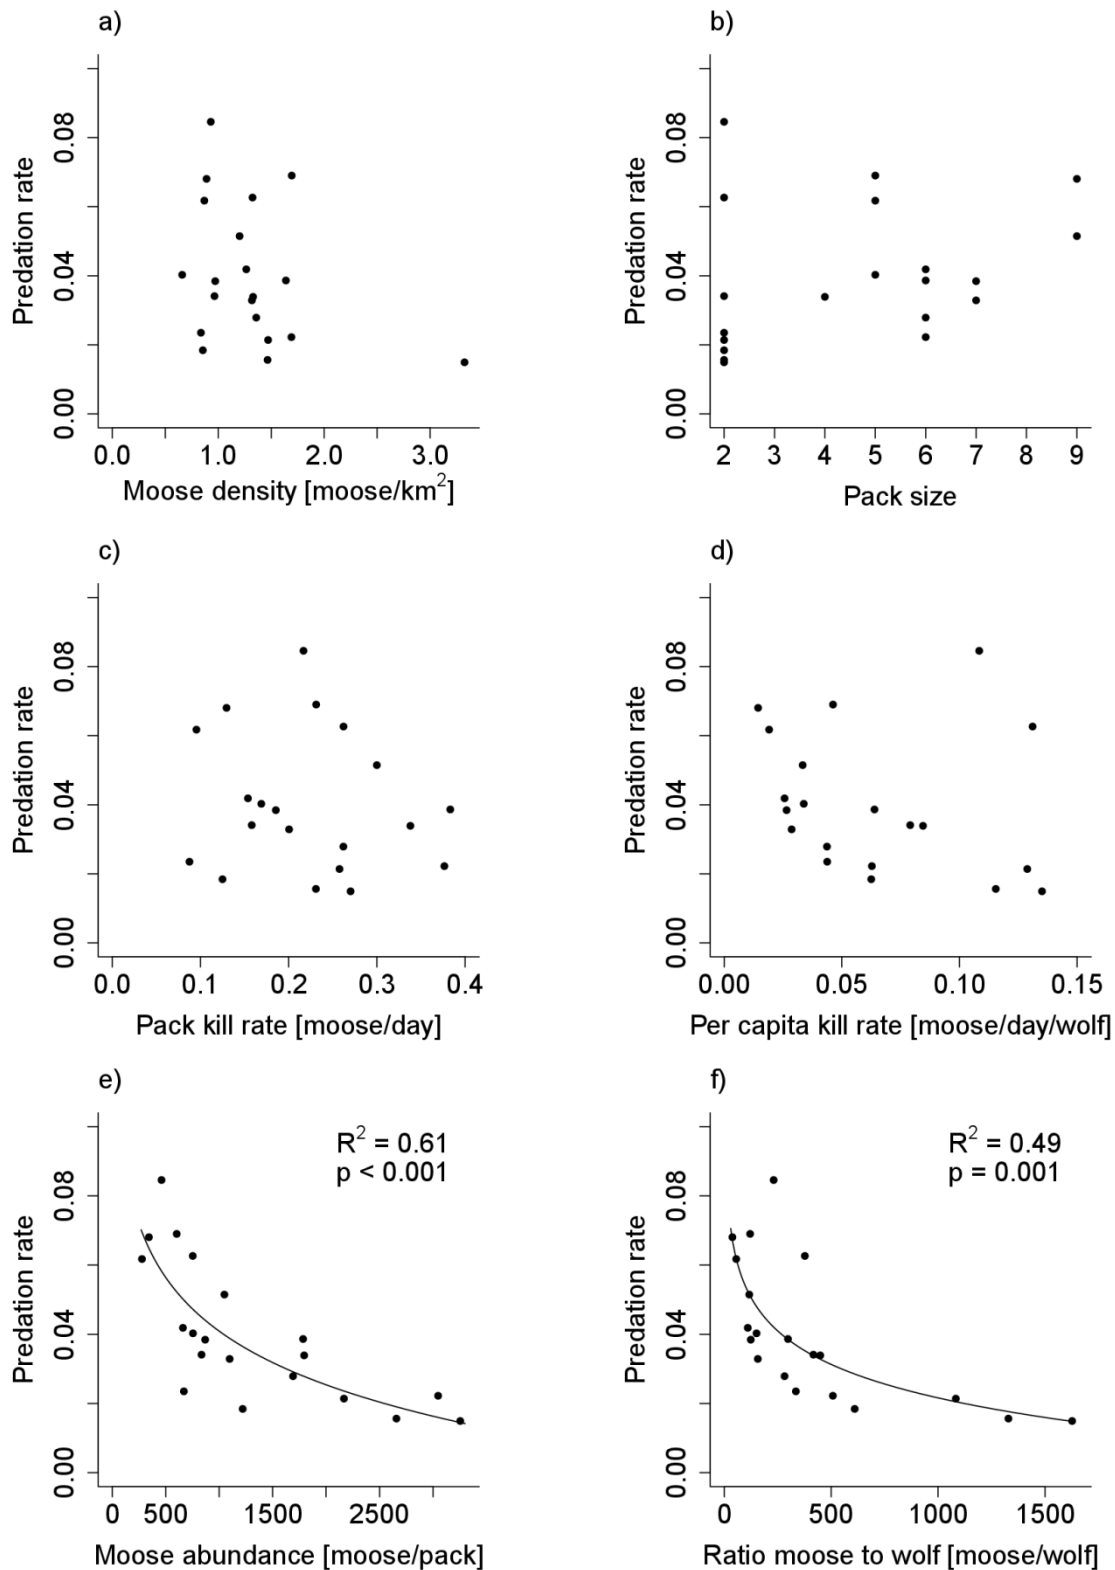 a)
Predation rate
0.00 0.04 0.08
0.0 1.0 2.0 3.0
Moose density [moose/km²]
b)
Predation rate
0.00 0.04 0.08
2 3 4 5 6 7 8 9
Pack size
c)
Predation rate
0.00 0.04 0.08
0.0 0.1 0.2 0.3 0.4
Pack kill rate [moose/day]
d)
Predation rate
0.00 0.04 0.08
0.00 0.05 0.10 0.15
Per capita kill rate [moose/day/wolf]
e)
R² = 0.61
p < 0.001
Predation rate
0.00 0.04 0.08
0 500 1500 2500
Moose abundance [moose/pack]
f)
R² = 0.49
p = 0.001
Predation rate
0.00 0.04 0.08
0 500 1000 1500
Ratio moose to wolf [moose/wolf]